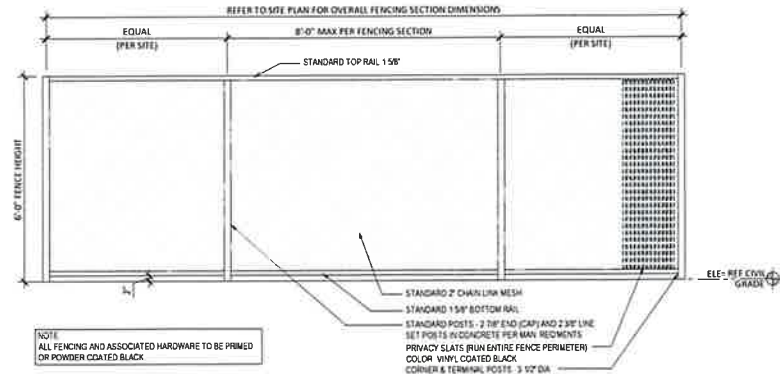 REFER TO SITE PLAN FOR OVERALL FENCING SECTION DIMENSIONS
EQUAL
(PER SITE)
8'-0" MAX PER FENCING SECTION
EQUAL
(PER SITE)
STANDARD TOP RAIL 1 5/8"
6'-0" FENCE HEIGHT
2"
ELE= REF CIVIL
GRADE
STANDARD 2" CHAIN LINK MESH
STANDARD 1 5/8" BOTTOM RAIL
STANDARD POSTS - 2 7/8" END (CAP) AND 2 3/8" LINE
SET POSTS IN CONCRETE PER MAN. REQMENTS
PRIVACY SLATS (RUN ENTIRE FENCE PERIMETER)
COLOR VINYL COATED BLACK
CORNER & TERMINAL POSTS - 3 1/2" DIA
NOTE
ALL FENCING AND ASSOCIATED HARDWARE TO BE PRIMED
OR POWDER COATED BLACK